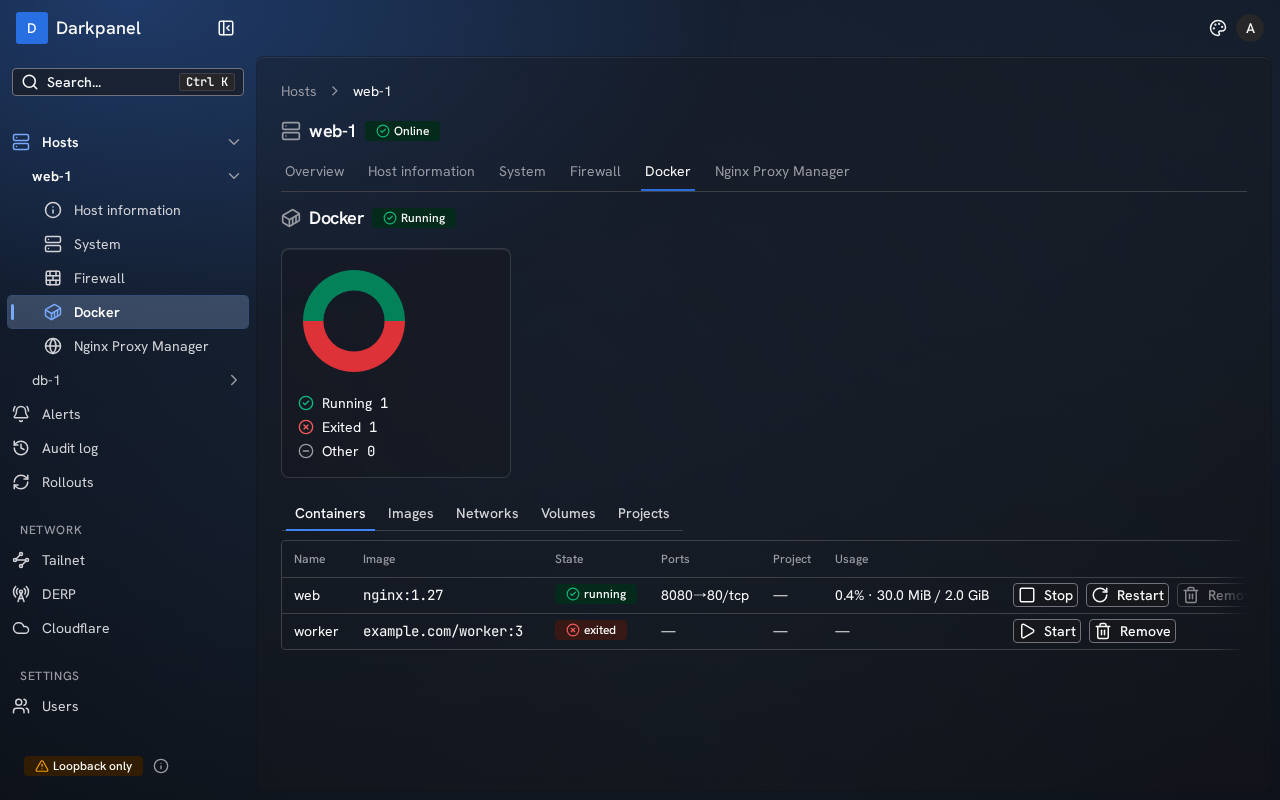 D Darkpanel A
Search... Ctrl K
Hosts
web-1
Host information
System
Firewall
Docker
Nginx Proxy Manager
db-1
Alerts
Audit log
Rollouts
NETWORK
Tailnet
DERP
Cloudflare
SETTINGS
Users
Loopback only
Hosts web-1
web-1 Online
Overview Host information System Firewall Docker Nginx Proxy Manager
Docker Running
Running 1
Exited 1
Other 0
Containers Images Networks Volumes Projects
Name Image State Ports Project Usage
web nginx:1.27 running 8080→80/tcp — 0.4% · 30.0 MiB / 2.0 GiB Stop Restart Remo
worker example.com/worker:3 exited — — — Start Remove